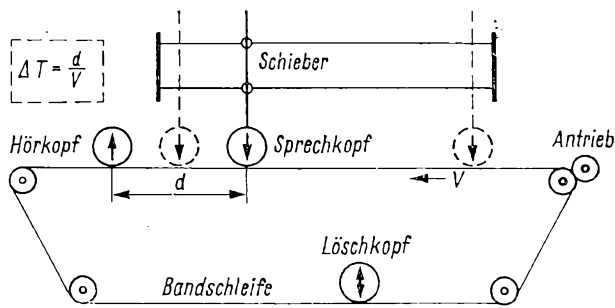 ΔT = d/V
Schieber
Hörkopf
Sprechkopf
Antrieb
d
V
Löschkopf
Bandschleife